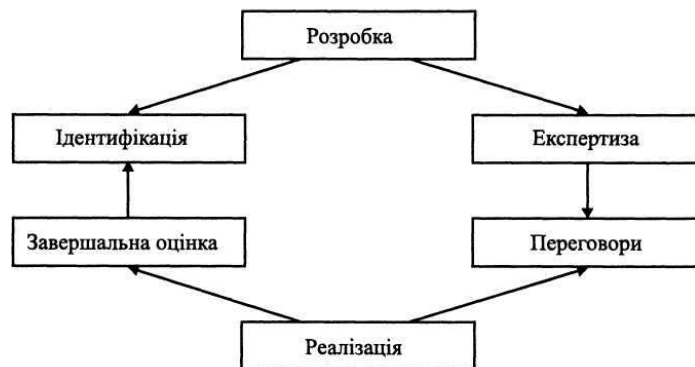 Розробка
Ідентифікація
Експертиза
Завершальна оцінка
Переговори
Реалізація